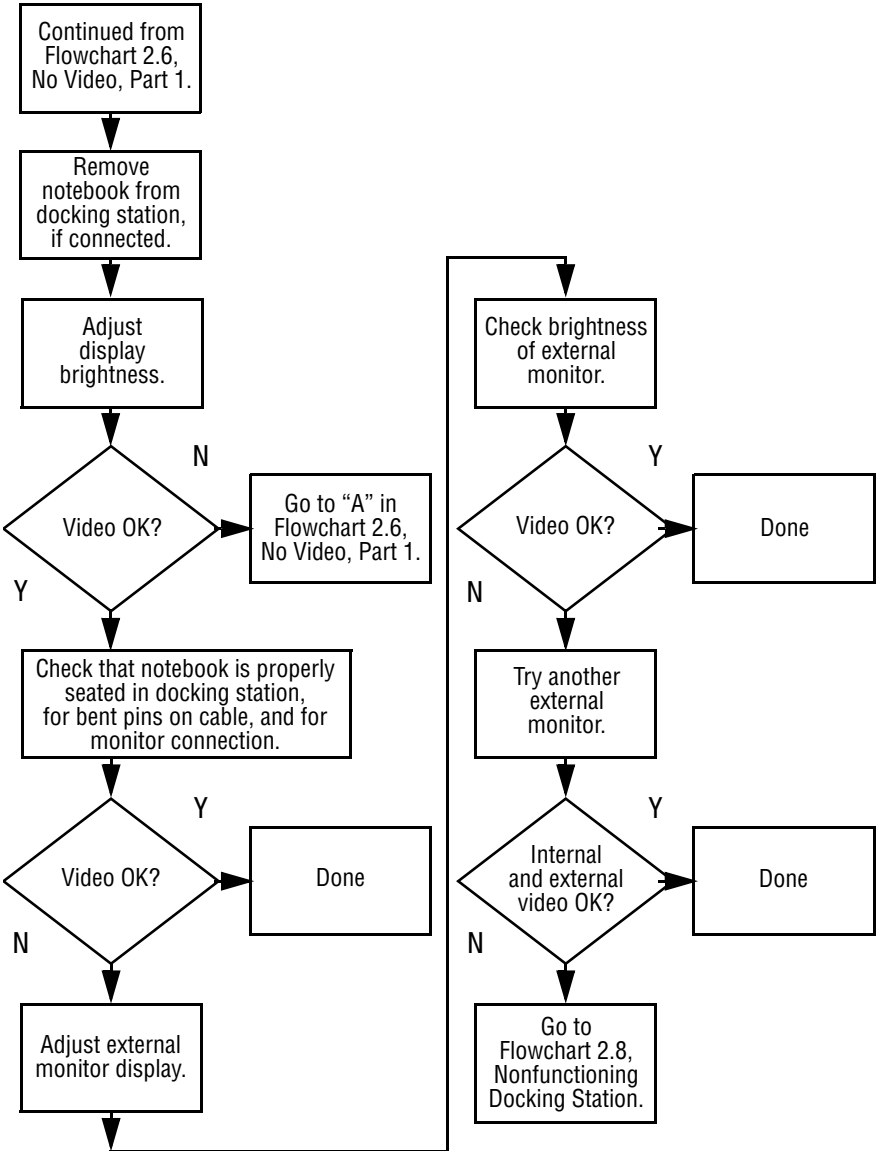 Continued from
Flowchart 2.6,
No Video, Part 1.
Remove
notebook from
docking station,
if connected.
Adjust
display
brightness.
Video OK?
N
Go to “A” in
Flowchart 2.6,
No Video, Part 1.
Y
Check that notebook is properly
seated in docking station,
for bent pins on cable, and for
monitor connection.
Video OK?
Y
Done
N
Adjust external
monitor display.
Check brightness
of external
monitor.
Video OK?
Y
Done
N
Try another
external
monitor.
Internal
and external
video OK?
Y
Done
N
Go to
Flowchart 2.8,
Nonfunctioning
Docking Station.